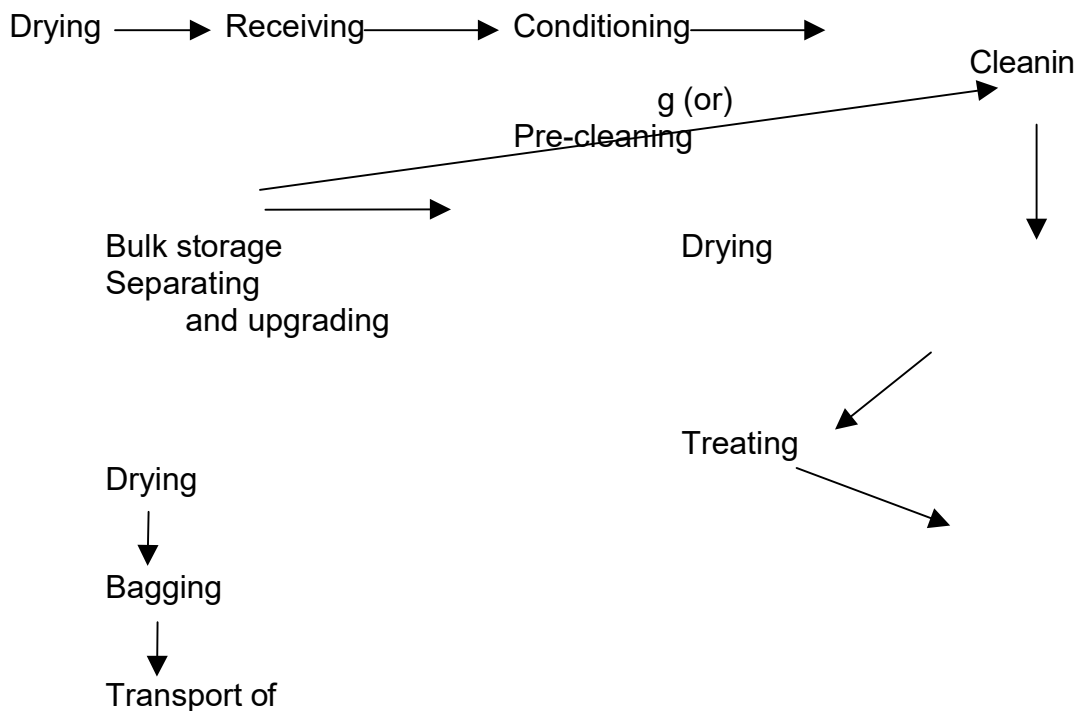 Drying Receiving Conditioning
Cleanin
g (or)
Pre-cleaning
Bulk storage Drying
Separating
and upgrading
Treating
Drying
Bagging
Transport of